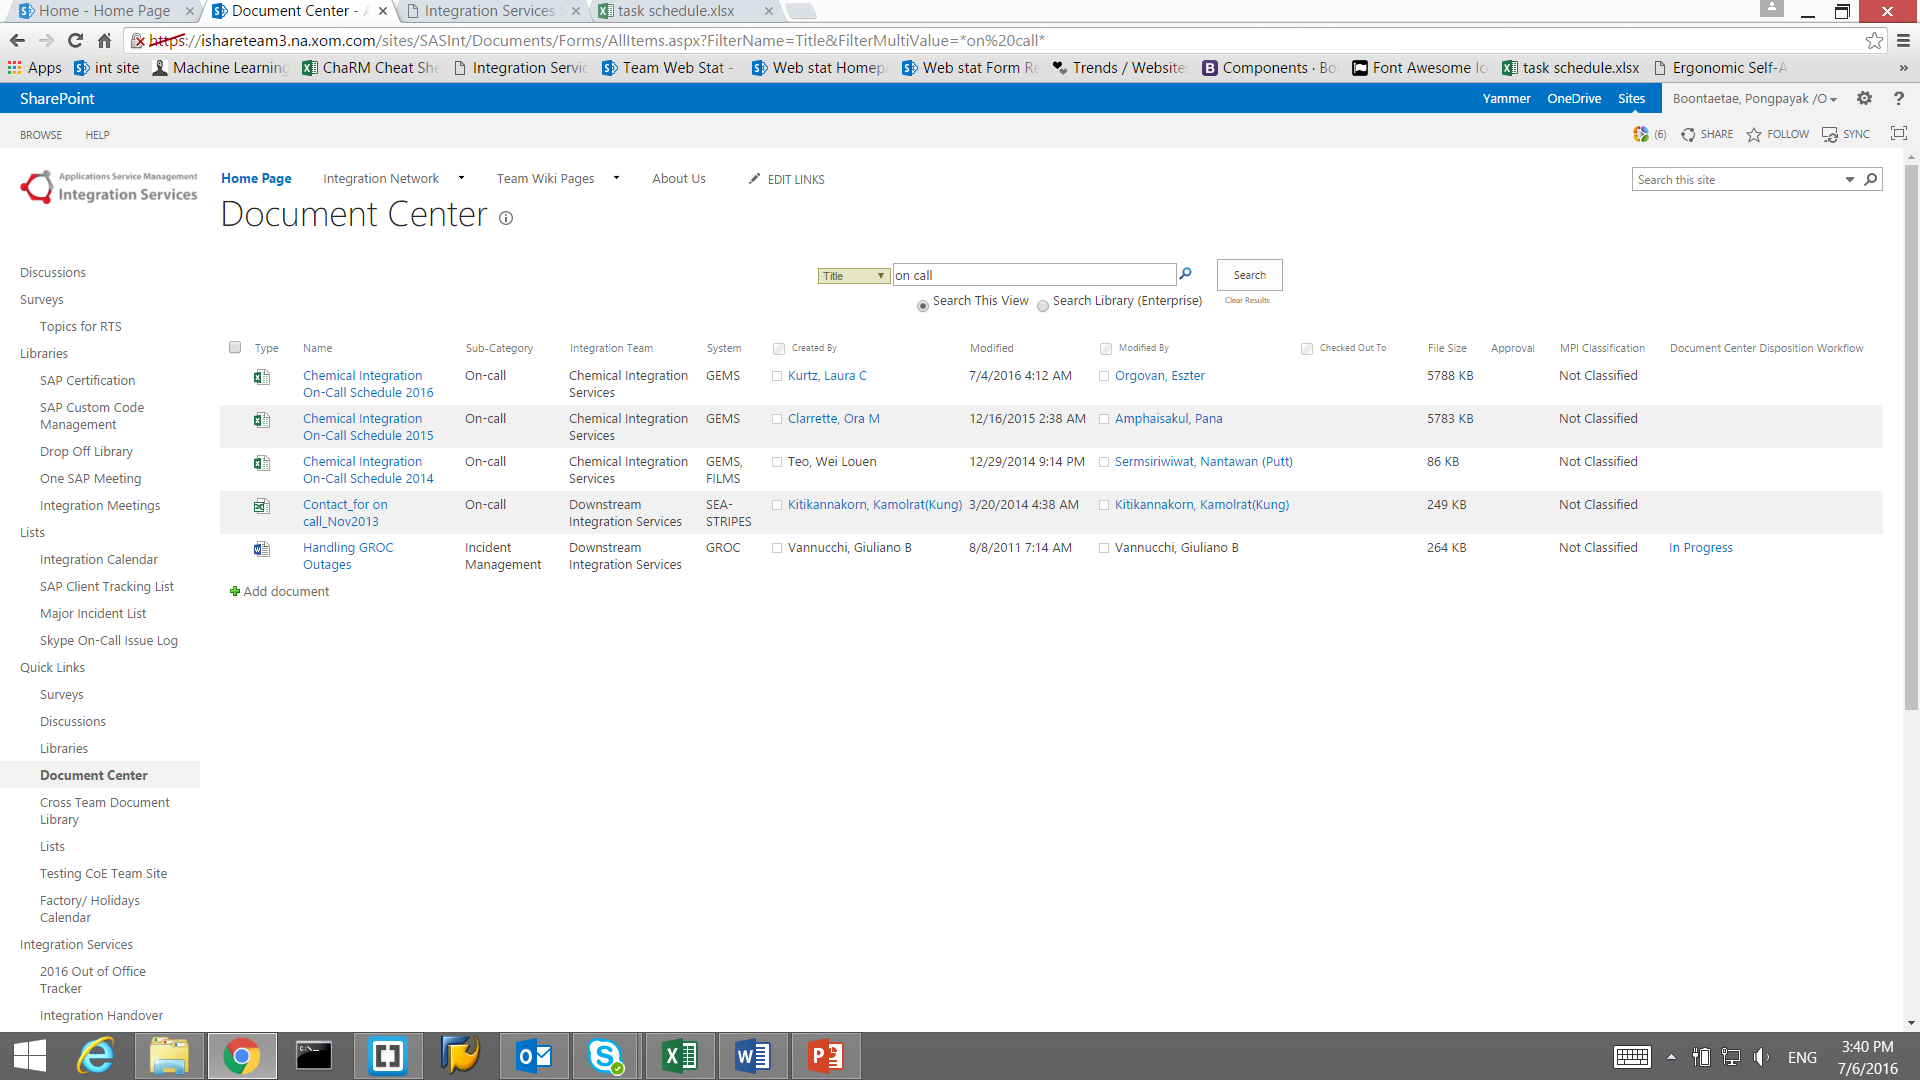 Home - Home Page
Document Center - A
Integration Services
task schedule.xlsx
https://ishareteam3.na.xom.com/sites/SASInt/Documents/Forms/AllItems.aspx?FilterName=Title&FilterMultiValue=*on%20call*
Apps
int site
Machine Learning
ChaRM Cheat She
Integration Servic
Team Web Stat -
Web stat Homep
Web stat Form Re
Trends / Websites
Components · Bo
Font Awesome Ic
task schedule.xlsx
Ergonomic Self-A
»
SharePoint
Yammer
OneDrive
Sites
Boontaetae, Pongpayak /O
?
BROWSE
HELP
(6)
SHARE
FOLLOW
SYNC
Applications Service Management
Integration Services
Home Page
Integration Network
Team Wiki Pages
About Us
EDIT LINKS
Search this site
Document Center
Title
on call
Search
Search This View
Search Library (Enterprise)
Clear Results
Discussions
Surveys
Topics for RTS
Libraries
SAP Certification
SAP Custom Code
Management
Drop Off Library
One SAP Meeting
Integration Meetings
Lists
Integration Calendar
SAP Client Tracking List
Major Incident List
Skype On-Call Issue Log
Quick Links
Surveys
Discussions
Libraries
Document Center
Cross Team Document
Library
Lists
Testing CoE Team Site
Factory/ Holidays
Calendar
Integration Services
2016 Out of Office
Tracker
Integration Handover
Type Name Sub-Category Integration Team System Created By Modified Modified By Checked Out To File Size Approval MPI Classification Document Center Disposition Workflow
Chemical Integration On-call Chemical Integration GEMS Kurtz, Laura C 7/4/2016 4:12 AM Orgovan, Eszter 5788 KB Not Classified
On-Call Schedule 2016 Services
Chemical Integration On-call Chemical Integration GEMS Clarrette, Ora M 12/16/2015 2:38 AM Amphaisakul, Pana 5783 KB Not Classified
On-Call Schedule 2015 Services
Chemical Integration On-call Chemical Integration GEMS, Teo, Wei Louen 12/29/2014 9:14 PM Sermsiriwiwat, Nantawan (Putt) 86 KB Not Classified
On-Call Schedule 2014 Services FILMS
Contact_for on On-call Downstream SEA- Kitikannakorn, Kamolrat(Kung) 3/20/2014 4:38 AM Kitikannakorn, Kamolrat(Kung) 249 KB Not Classified
call_Nov2013 Integration Services STRIPES
Handling GROC Incident Downstream GROC Vannucchi, Giuliano B 8/8/2011 7:14 AM Vannucchi, Giuliano B 264 KB Not Classified In Progress
Outages Management Integration Services
Add document
ENG
3:40 PM
7/6/2016